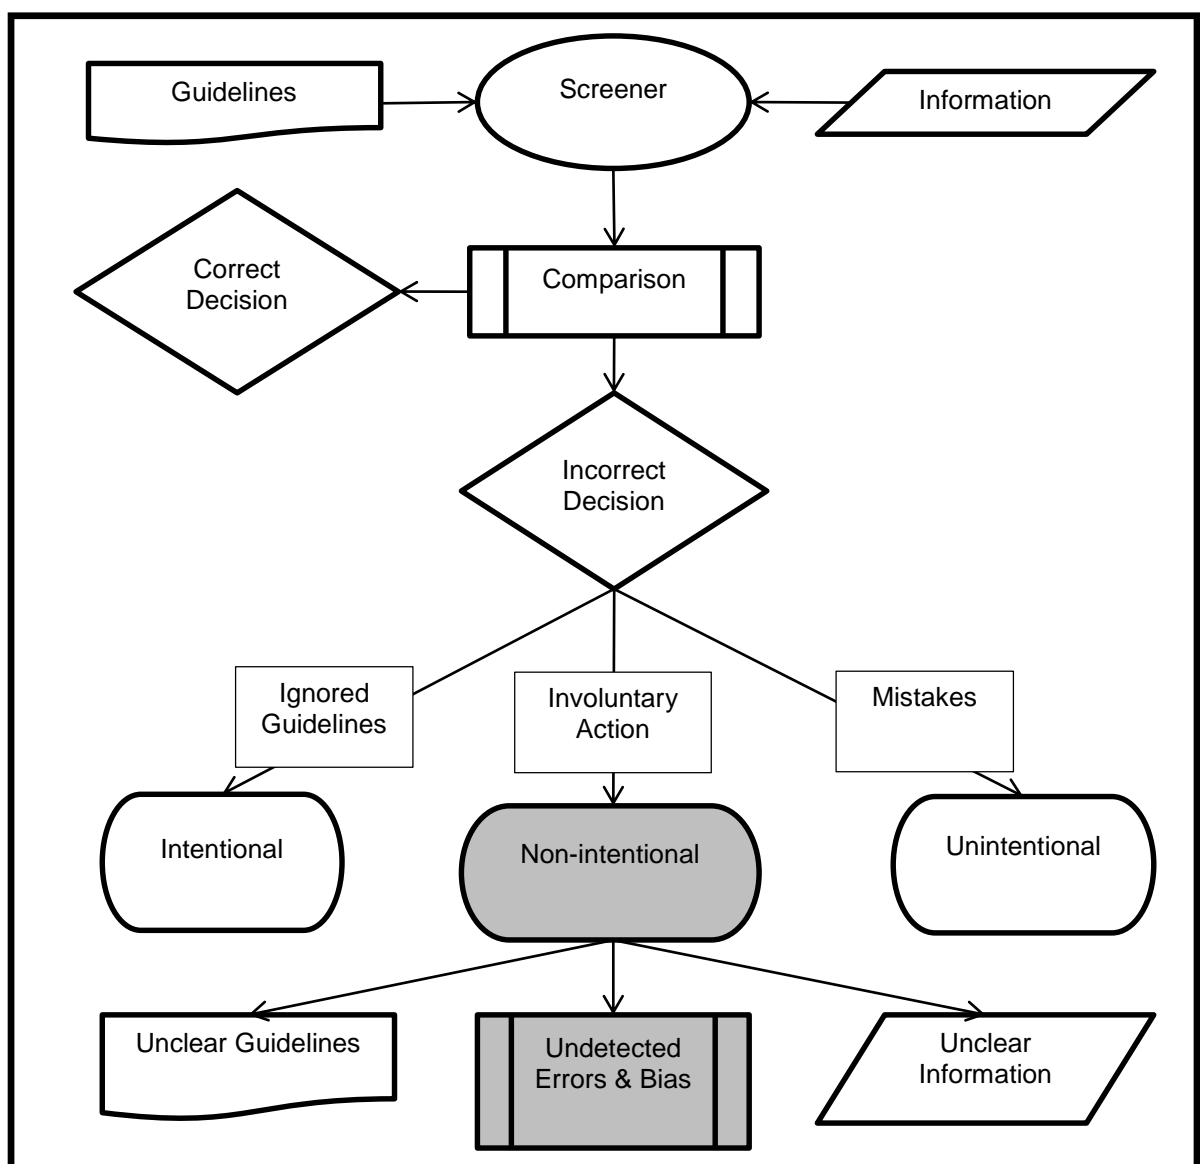 Guidelines
Screener
Information
Correct
Decision
Comparison
Incorrect
Decision
Ignored
Guidelines
Involuntary
Action
Mistakes
Intentional
Non-intentional
Unintentional
Unclear Guidelines
Undetected
Errors & Bias
Unclear
Information